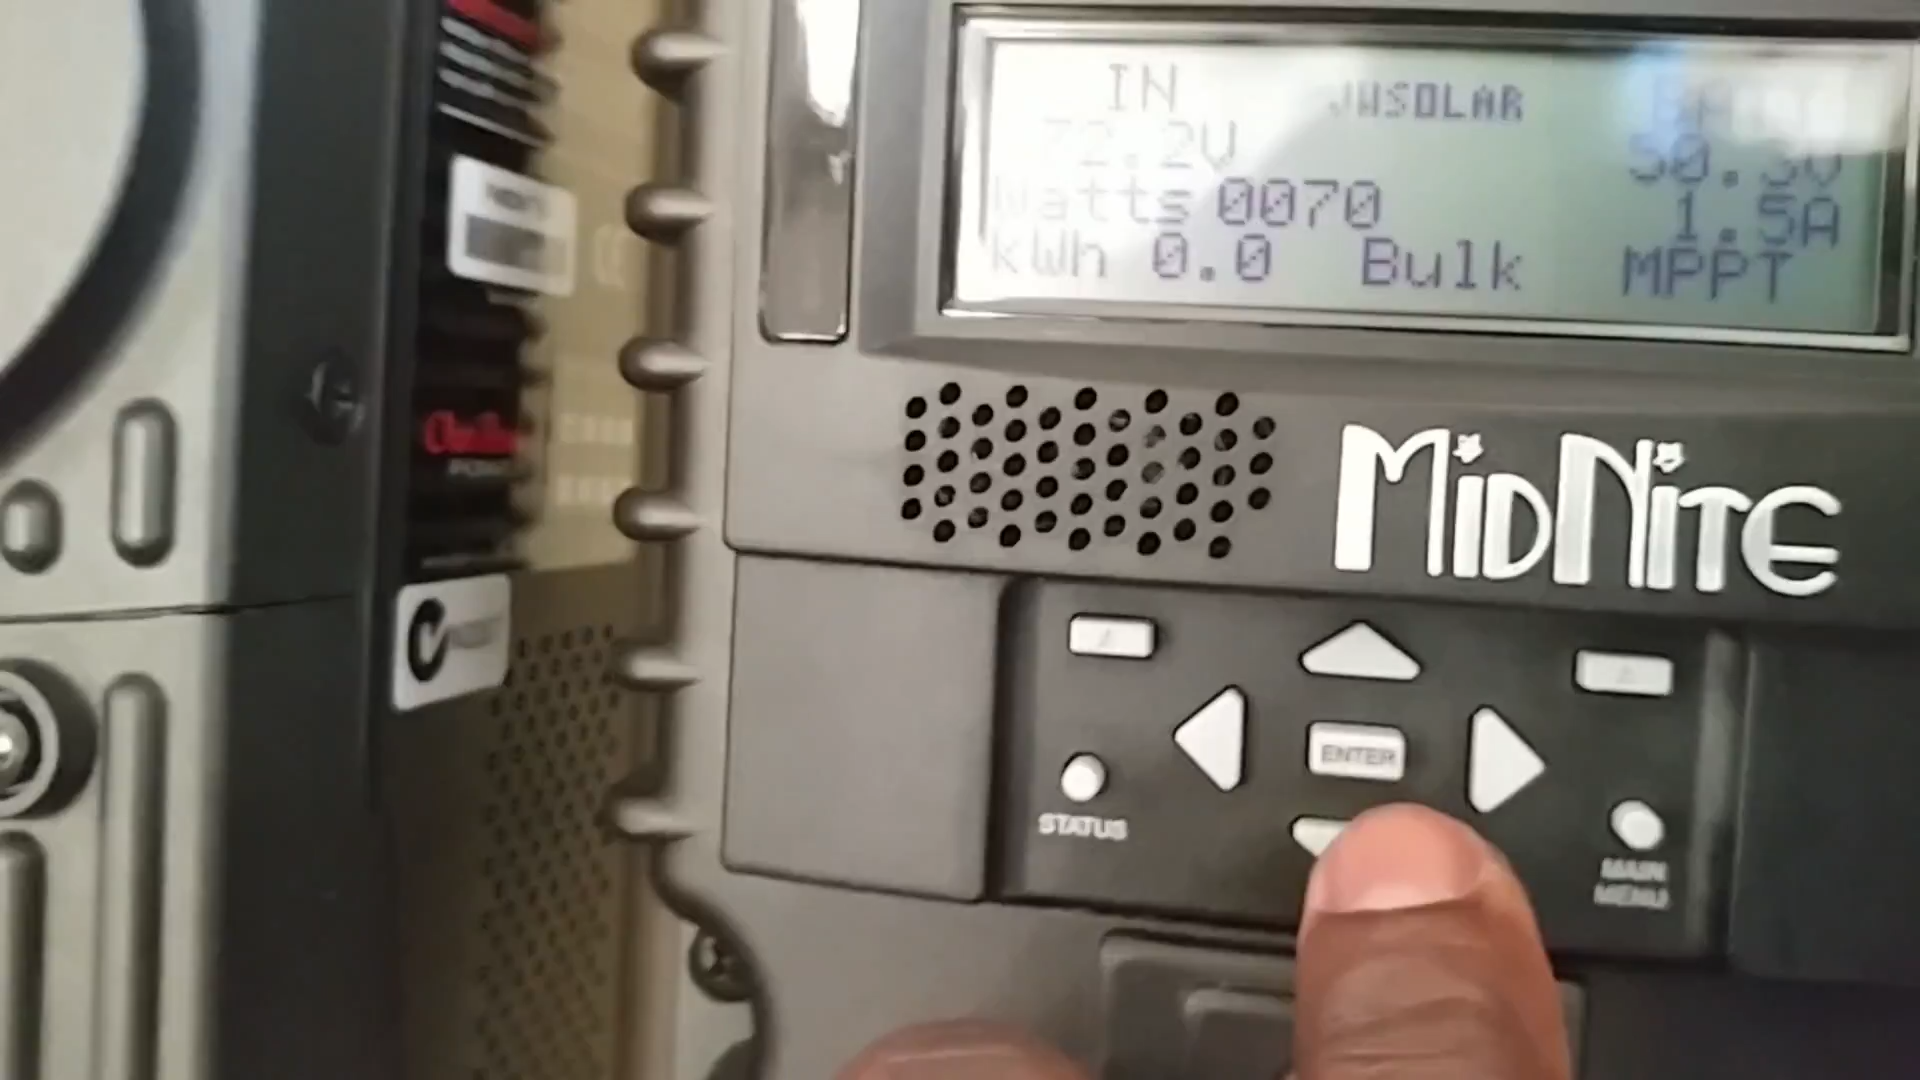 IN JWSOLAR
72.2V 50.3V
Watts 0070 1.5A
kWh 0.0 Bulk MPPT
MIDNITE
ENTER
STATUS
MAIN
MENU